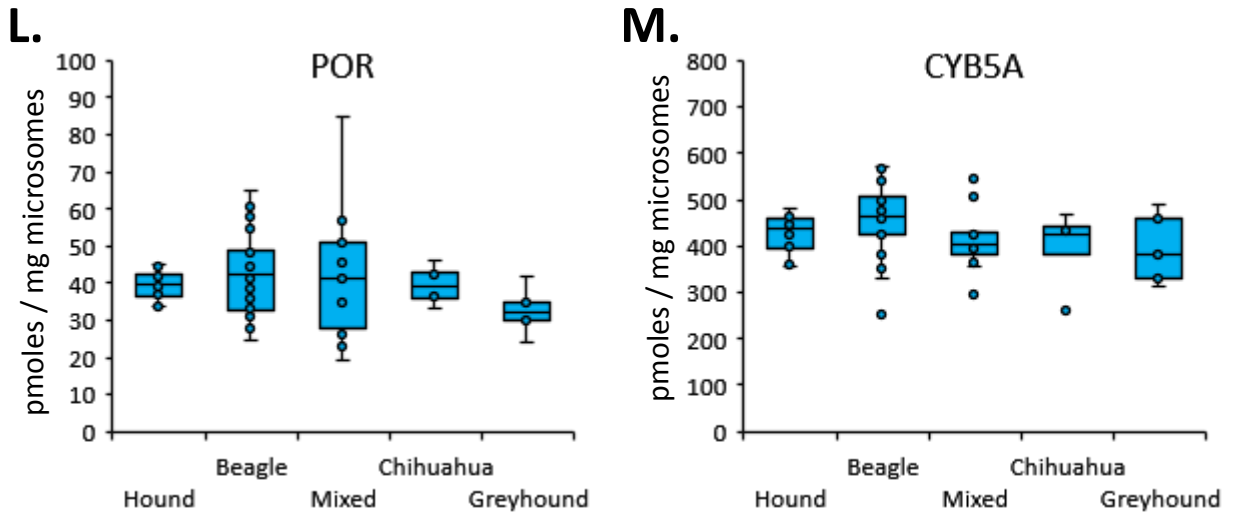 L.
POR
pmoles / mg microsomes
100
90
80
70
60
50
40
30
20
10
0
Hound
Beagle
Mixed
Chihuahua
Greyhound
M.
CYB5A
pmoles / mg microsomes
800
700
600
500
400
300
200
100
0
Hound
Beagle
Mixed
Chihuahua
Greyhound